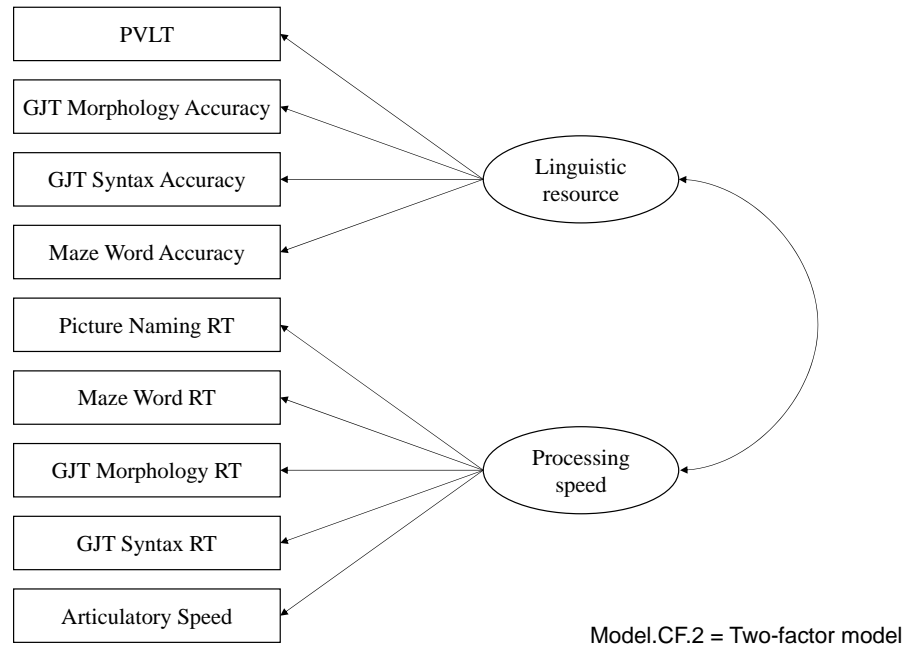 PVLT
GJT Morphology Accuracy
GJT Syntax Accuracy
Maze Word Accuracy
Picture Naming RT
Maze Word RT
GJT Morphology RT
GJT Syntax RT
Articulatory Speed
Linguistic
resource
Processing
speed
Model.CF.2 = Two-factor model